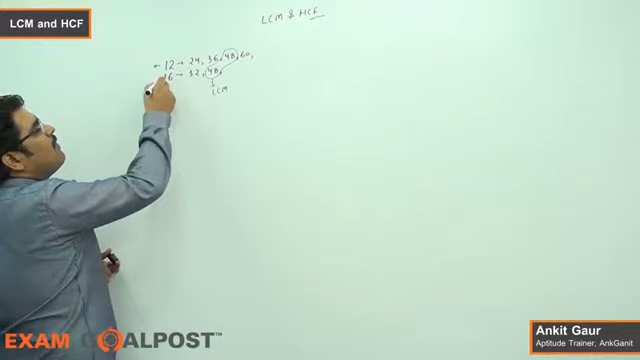 LCM and HCF
LCM & HCF
← 12 → 24, 36, 48, 60,
16 → 32, 48,
LCM
EXAM GOALPOST™
Ankit Gaur
Aptitude Trainer, AnkGanit